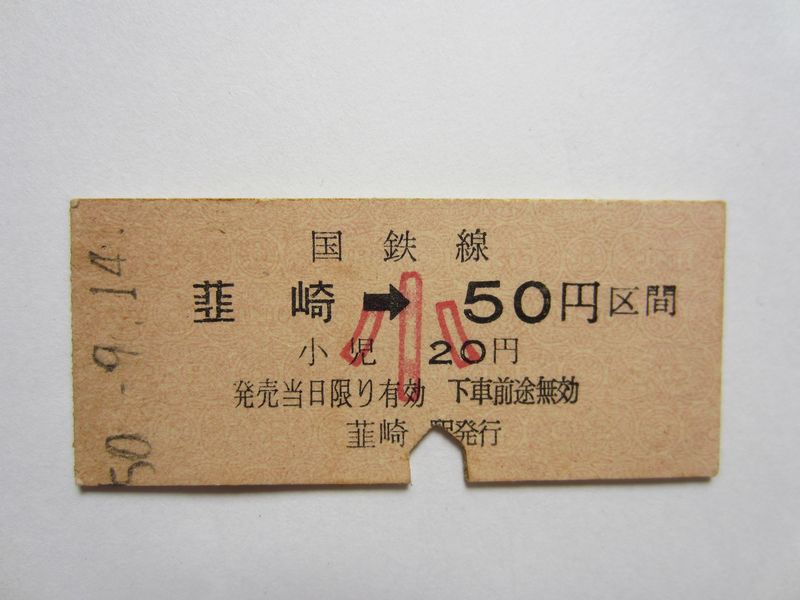 国鉄線
韮崎➡50円区間
小
小児 20円
発売当日限り有効 下車前途無効
韮崎駅発行
50.-9.14.